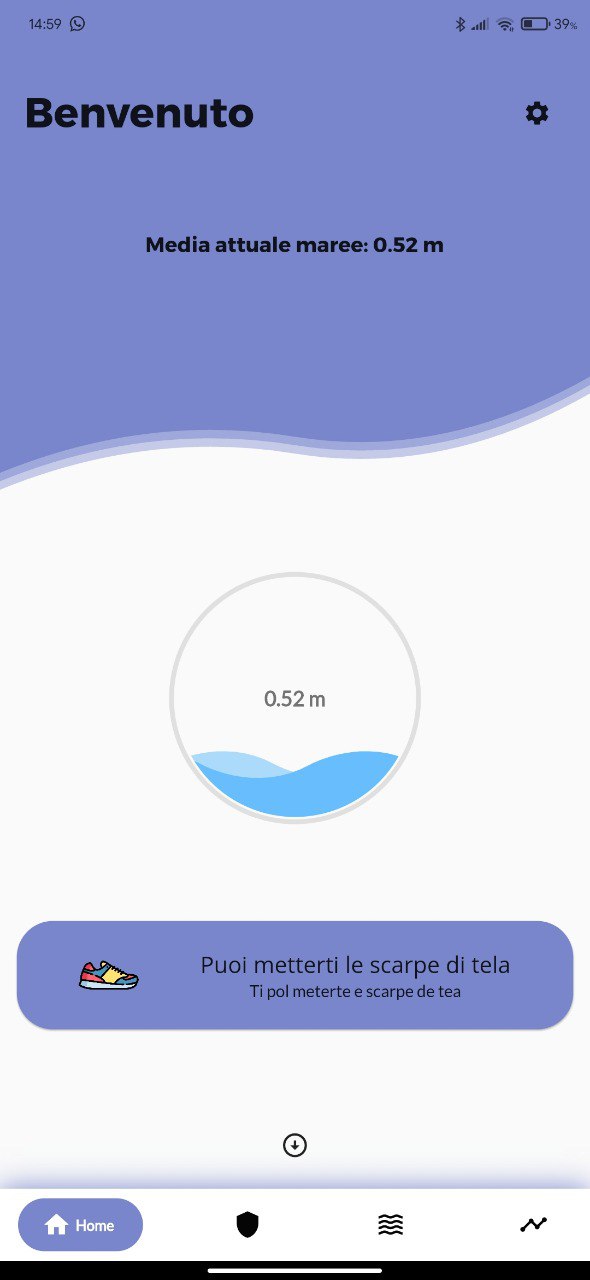 14:59
39%
Benvenuto
Media attuale maree: 0.52 m
0.52 m
Puoi metterti le scarpe di tela
Ti pol meterte e scarpe de tea
Home